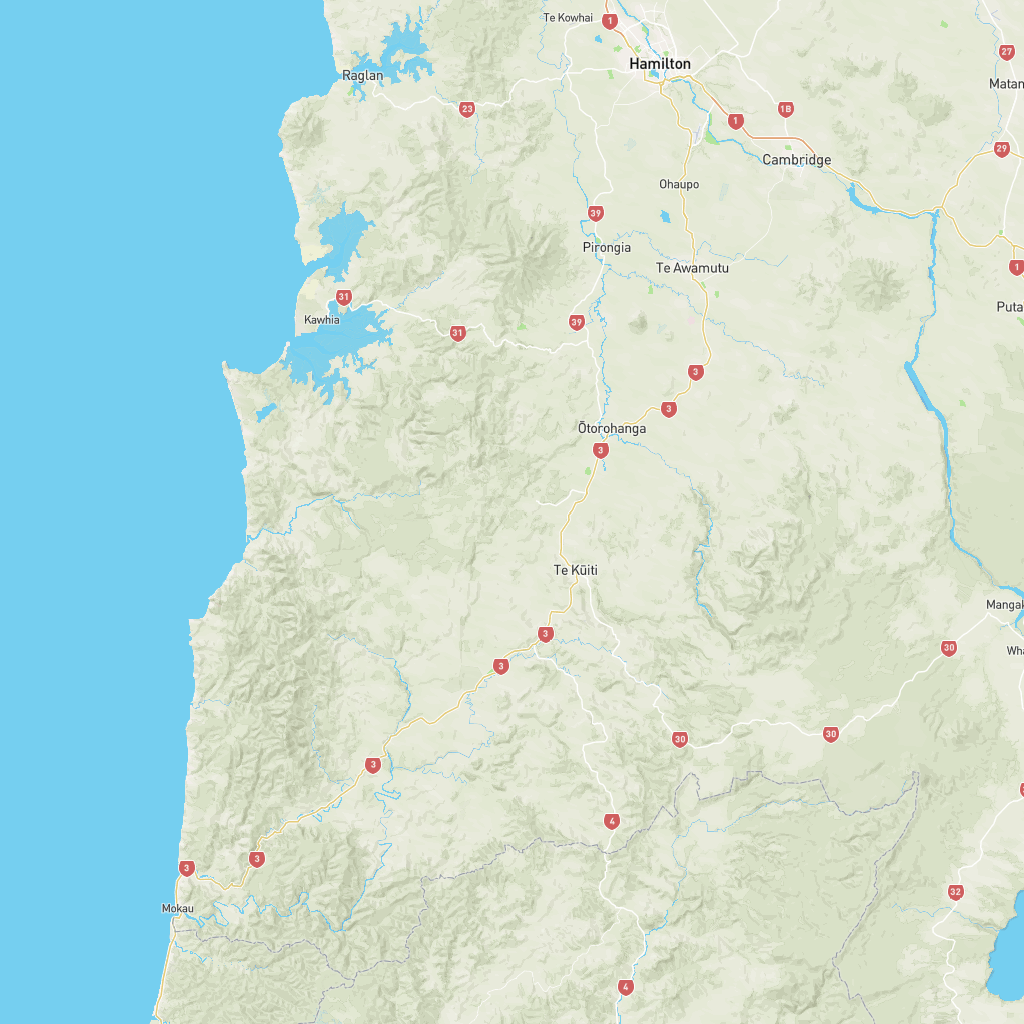 Te Kowhai
1
Hamilton
27
Raglan
Matan
23
1B
1
29
Cambridge
Ohaupo
39
Pirongia
Te Awamutu
1
31
Puta
Kawhia
39
31
3
3
Ōtorohanga
3
Te Kūiti
Mangak
3
30
Wha
3
30
30
3
4
3
3
32
Mokau
4